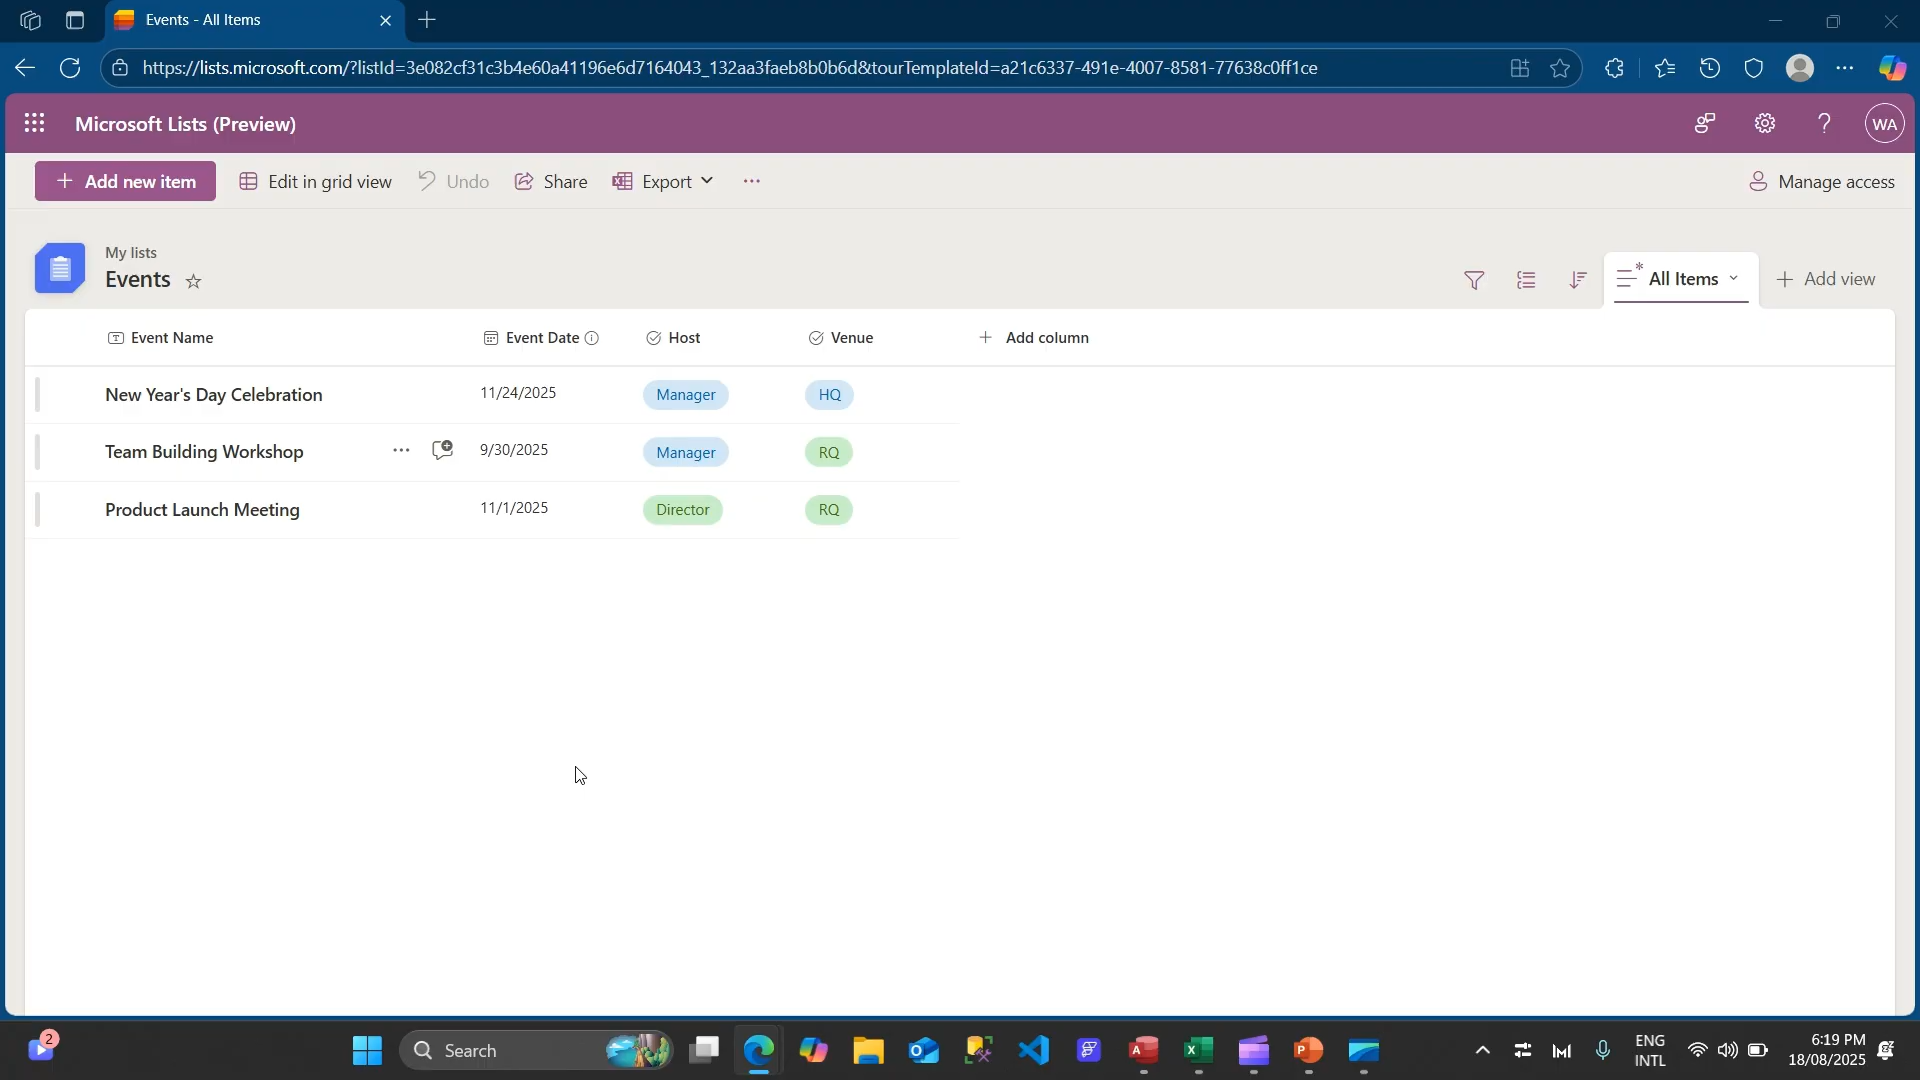 Events - All Items
https://lists.microsoft.com/?listId=3e082cf31c3b4e60a41196e6d7164043_132aa3faeb8b0b6d&tourTemplateId=a21c6337-491e-4007-8581-77638c0ff1ce
Microsoft Lists (Preview)
WA
Add new item Edit in grid view Undo Share Export Manage access
My lists
Events
All Items Add view
Event Name Event Date Host Venue Add column
New Year's Day Celebration 11/24/2025 Manager HQ
Team Building Workshop 9/30/2025 Manager RQ
Product Launch Meeting 11/1/2025 Director RQ
2
Search
ENG
INTL
6:19 PM
18/08/2025